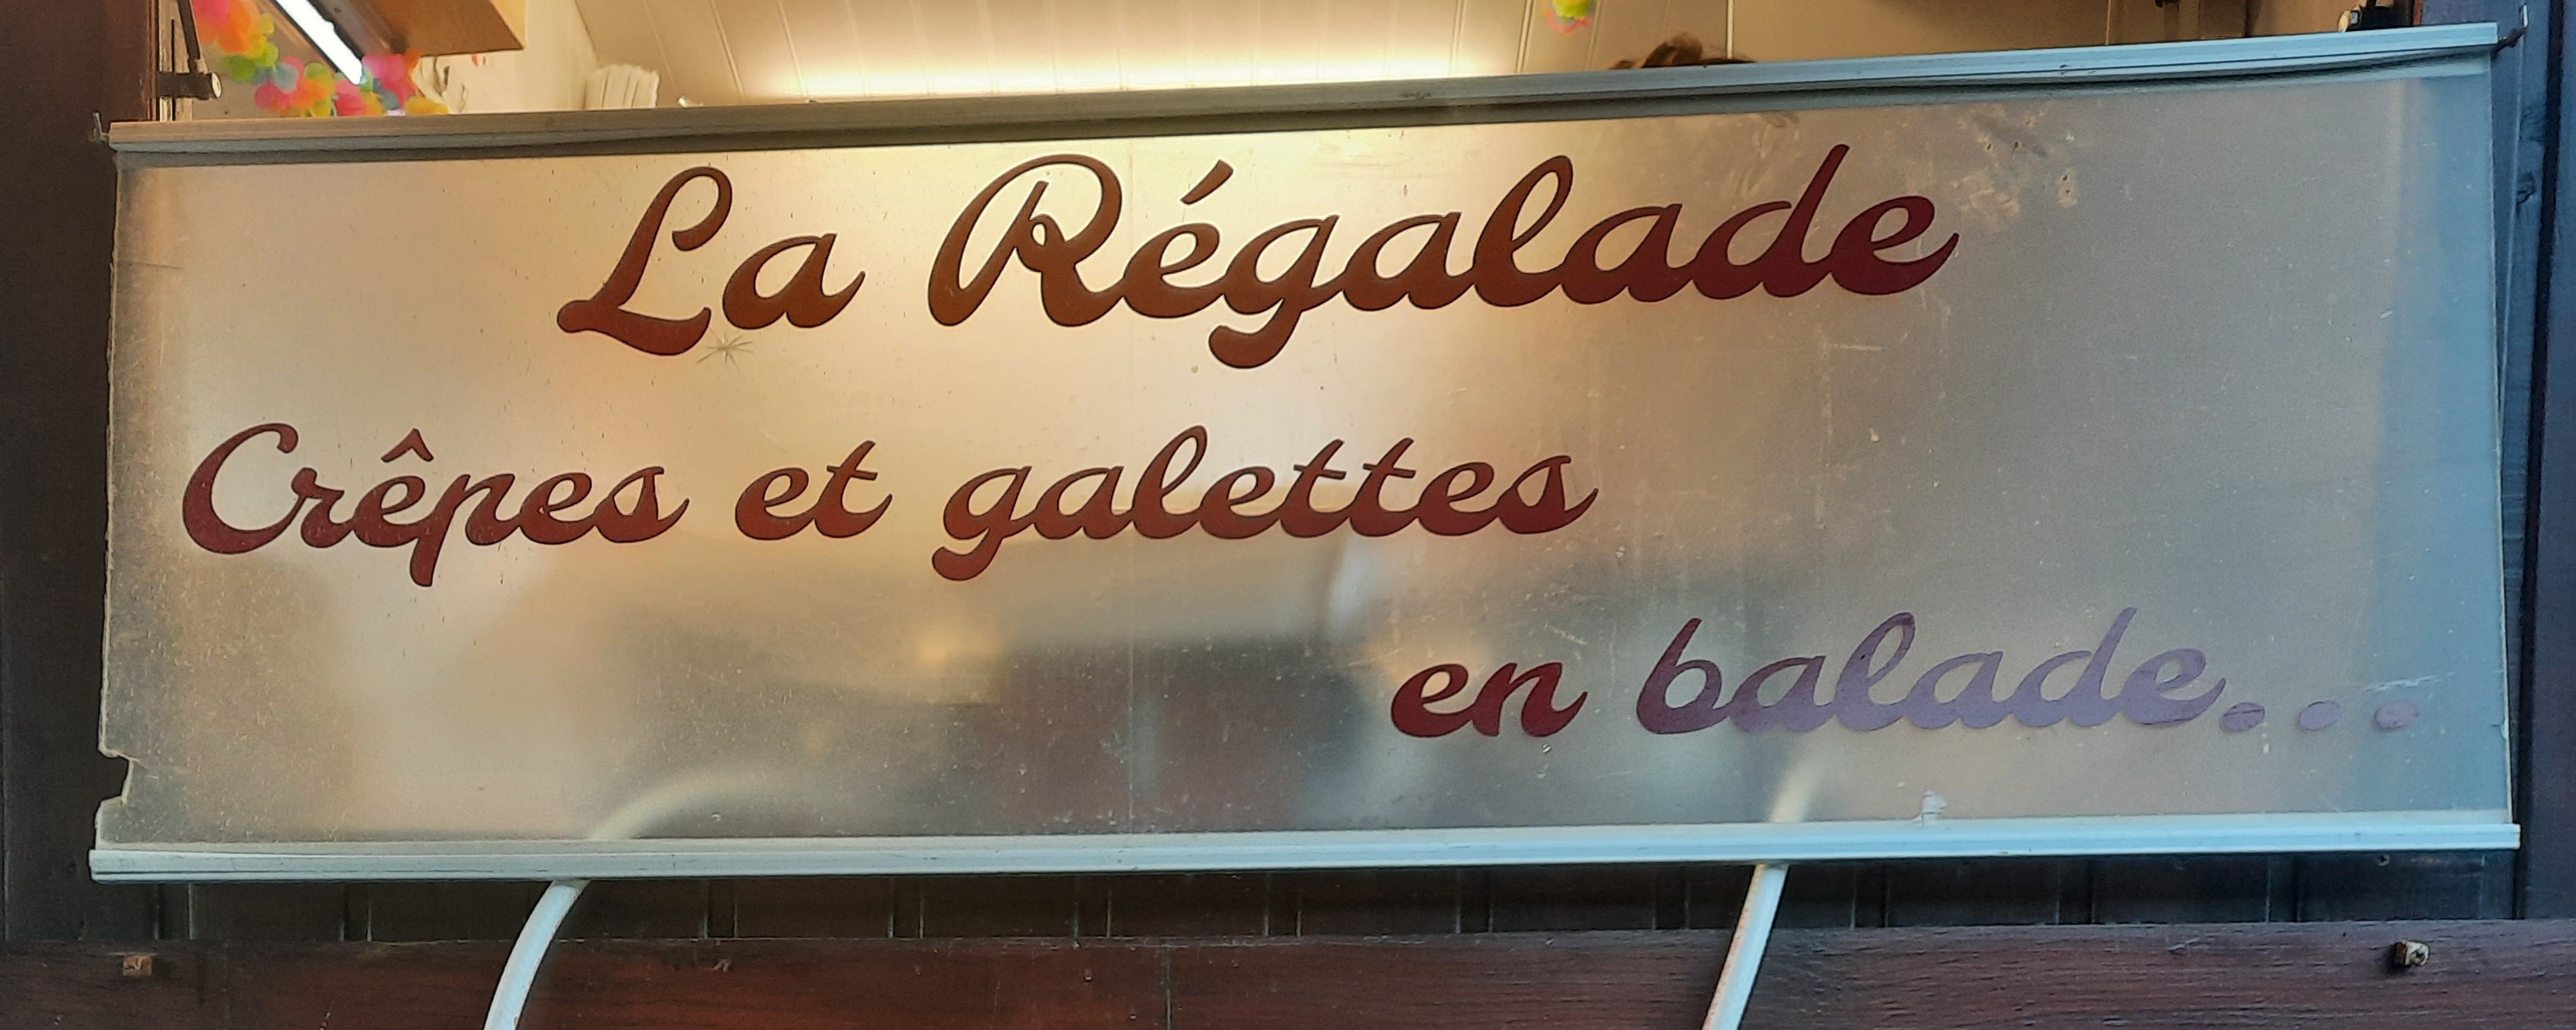 La Régalade
Crêpes et galettes
en balade...